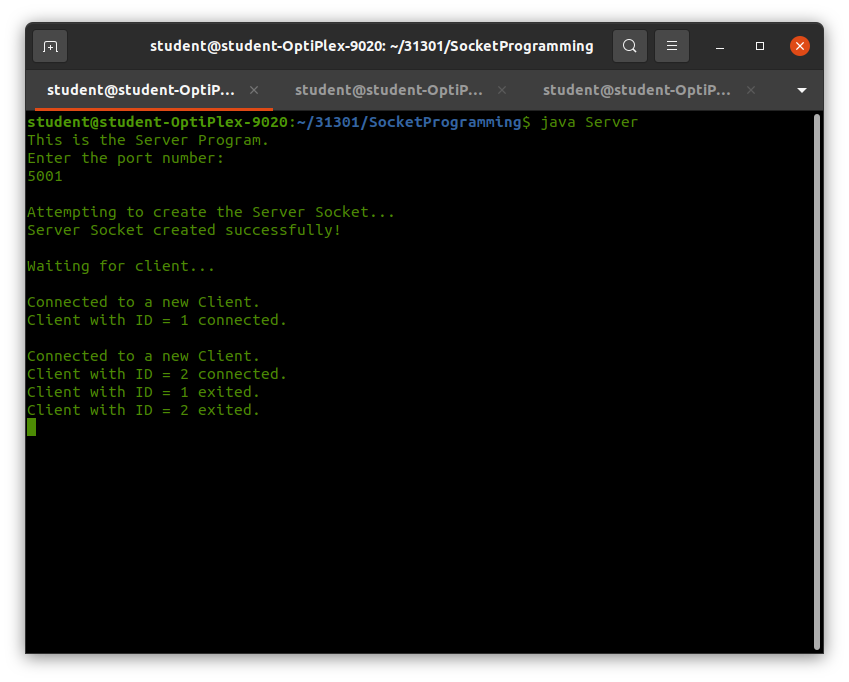 student@student-OptiPlex-9020: ~/31301/SocketProgramming
student@student-OptiP... student@student-OptiP... student@student-OptiP...
student@student-OptiPlex-9020:~/31301/SocketProgramming$ java Server
This is the Server Program.
Enter the port number:
5001
Attempting to create the Server Socket...
Server Socket created successfully!
Waiting for client...
Connected to a new Client.
Client with ID = 1 connected.
Connected to a new Client.
Client with ID = 2 connected.
Client with ID = 1 exited.
Client with ID = 2 exited.